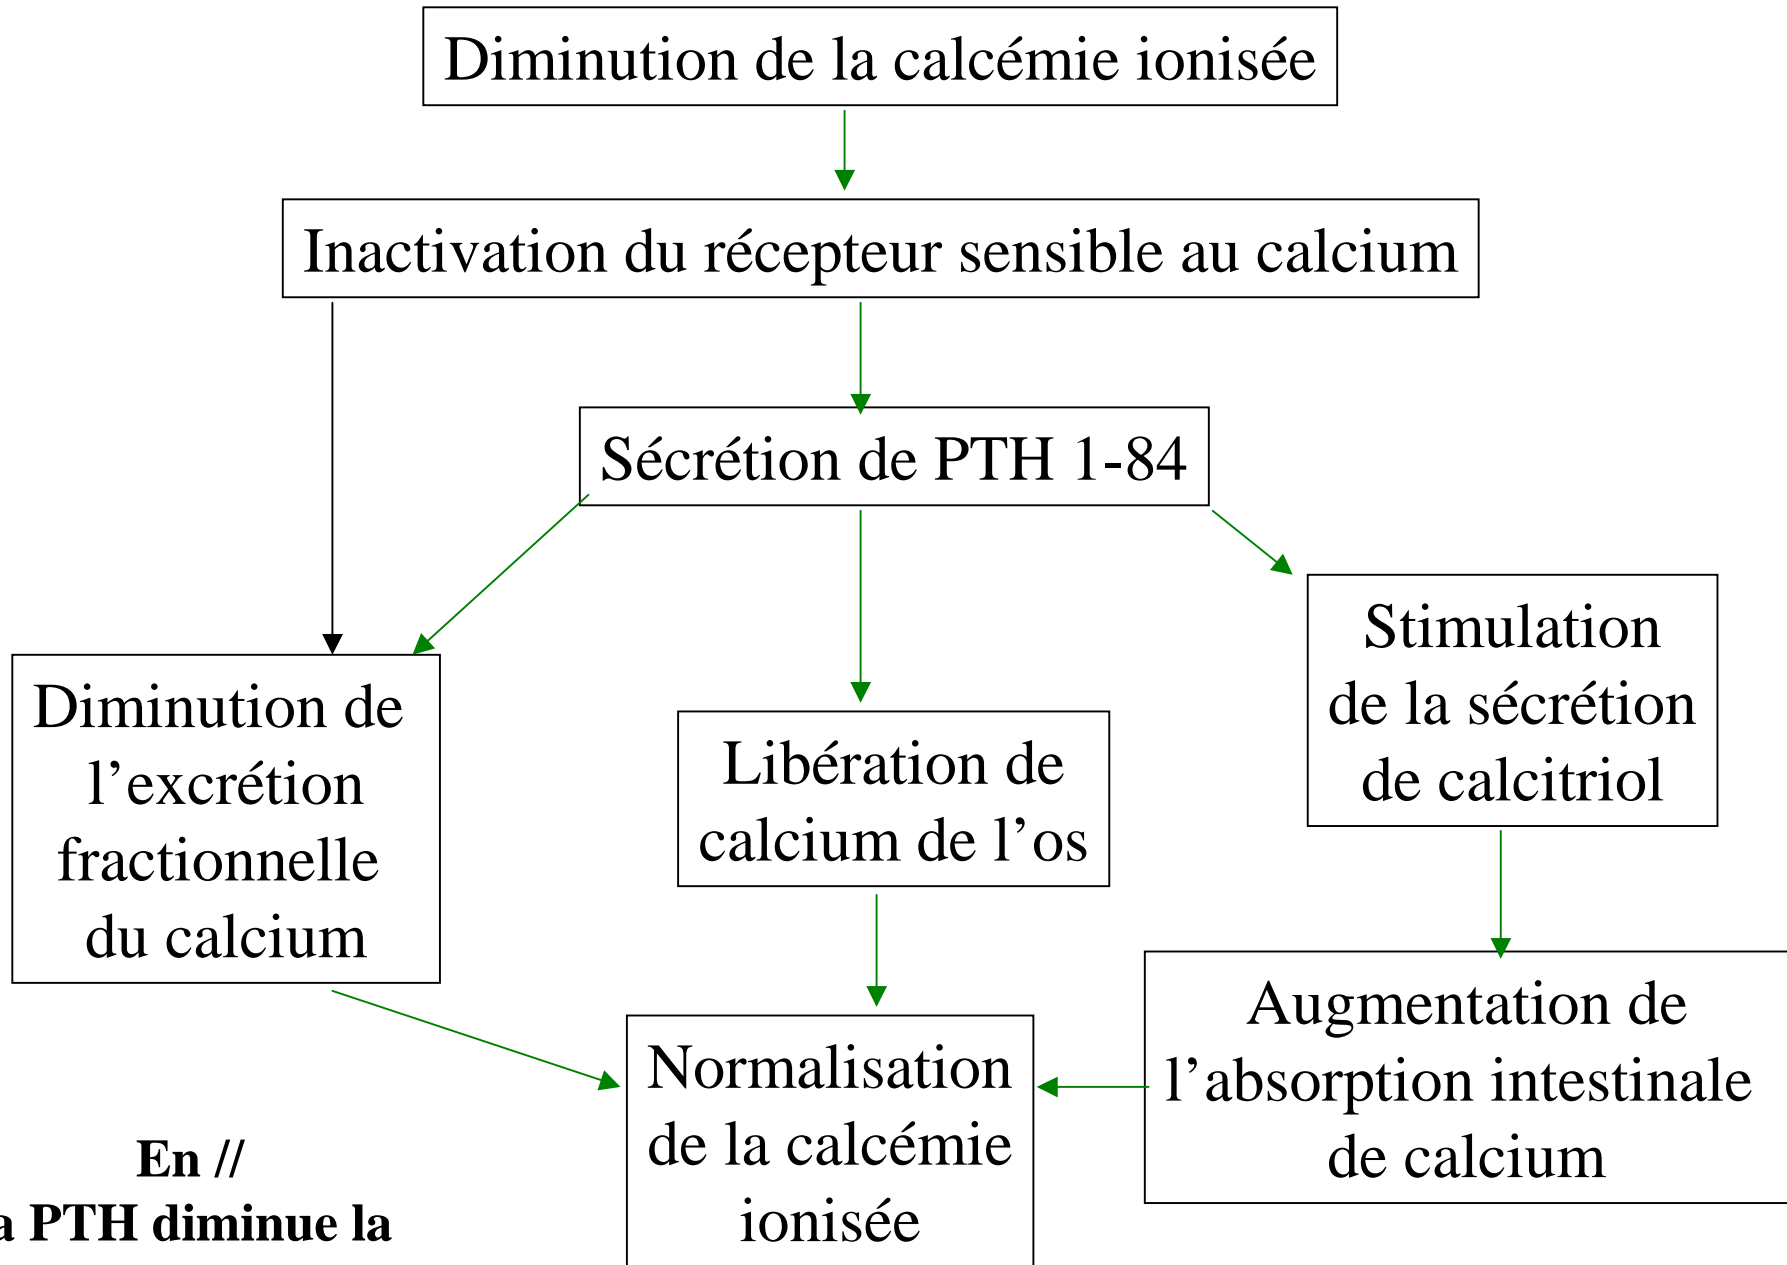 Diminution de la calcémie ionisée
Inactivation du récepteur sensible au calcium
Sécrétion de PTH 1-84
Stimulation
de la sécrétion
de calcitriol
Diminution de
l’excrétion
fractionnelle
du calcium
Libération de
calcium de l’os
Augmentation de
l’absorption intestinale
de calcium
Normalisation
de la calcémie
ionisée
En //
a PTH diminue la